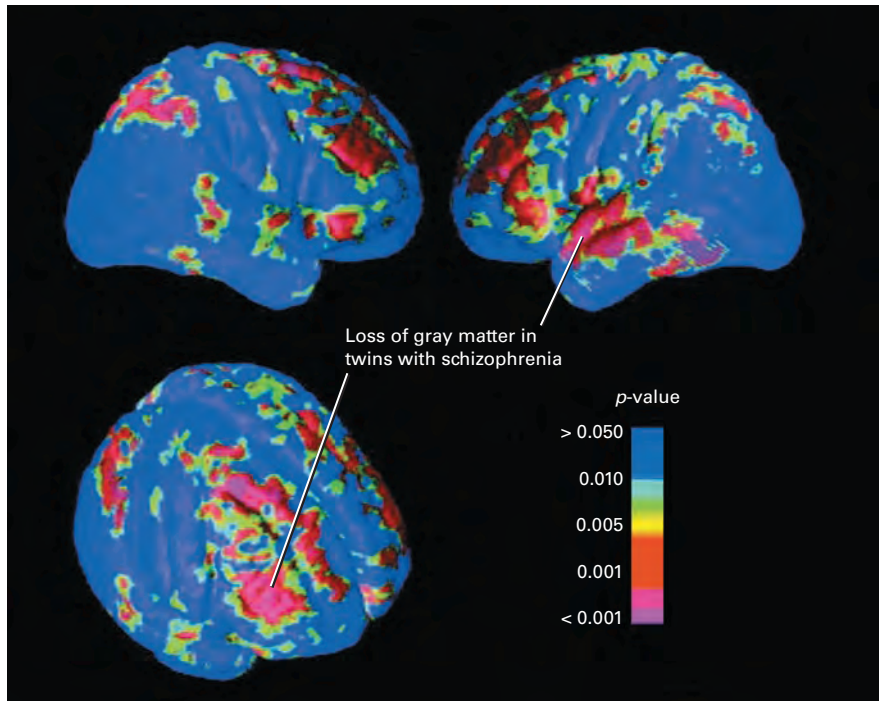 Loss of gray matter in
twins with schizophrenia
p-value
> 0.050
0.010
0.005
0.001
< 0.001